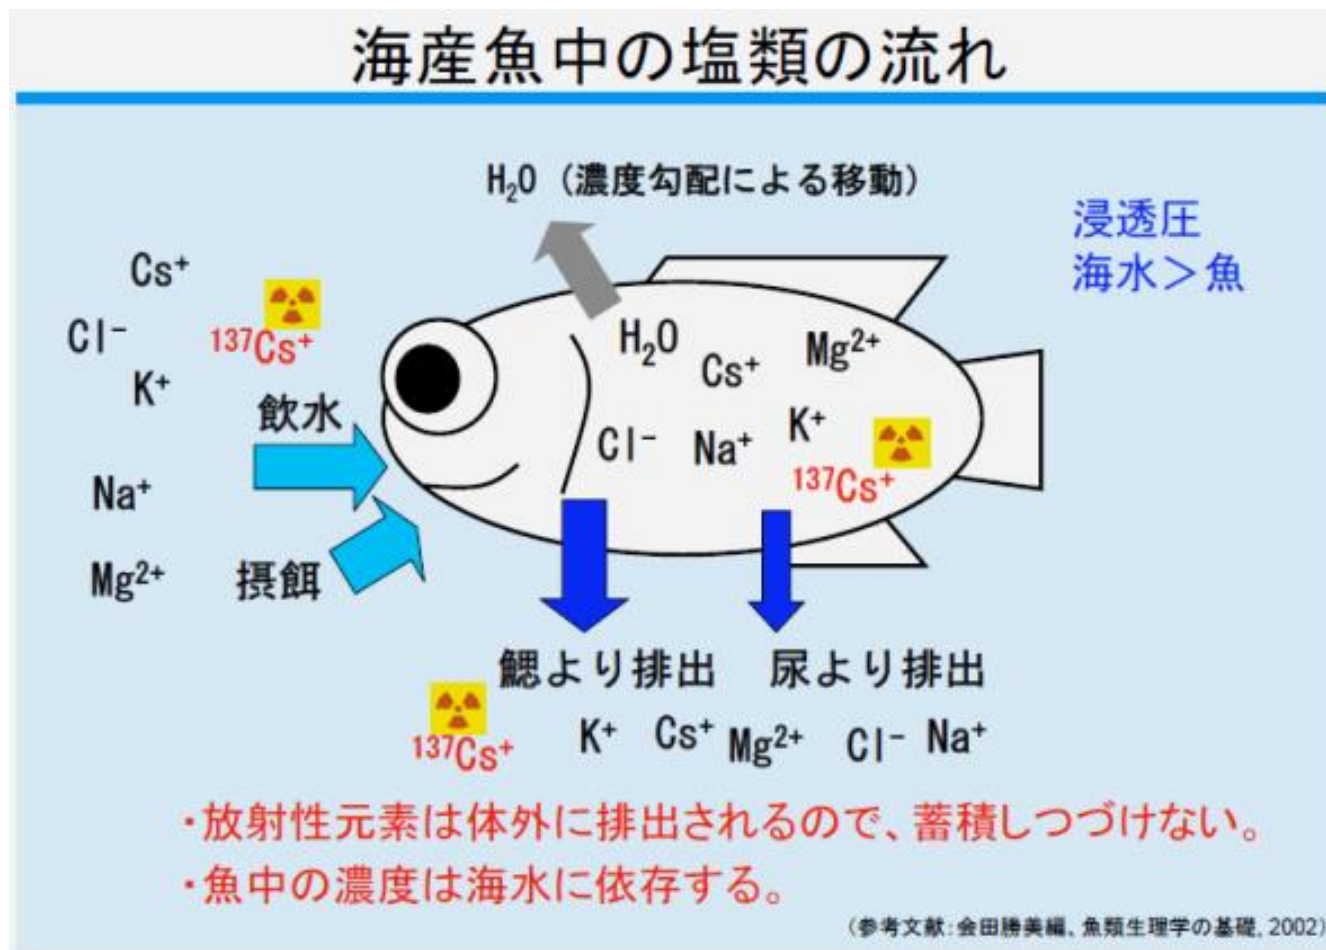 海産魚中の塩類の流れ
H₂O（濃度勾配による移動）
浸透圧
海水＞魚
Cs⁺
Cl⁻
¹³⁷Cs⁺
K⁺
飲水
Na⁺
Mg²⁺
摂餌
H₂O
Cs⁺
Mg²⁺
Cl⁻
Na⁺
K⁺
¹³⁷Cs⁺
鰓より排出
尿より排出
¹³⁷Cs⁺
K⁺ Cs⁺ Mg²⁺ Cl⁻ Na⁺
・放射性元素は体外に排出されるので、蓄積しつづけない。
・魚中の濃度は海水に依存する。
（参考文献：会田勝美編、魚類生理学の基礎, 2002）